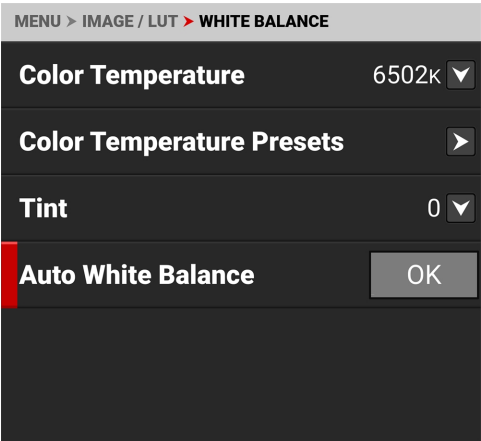 MENU > IMAGE / LUT > WHITE BALANCE
Color Temperature 6502K
Color Temperature Presets
Tint 0
Auto White Balance OK